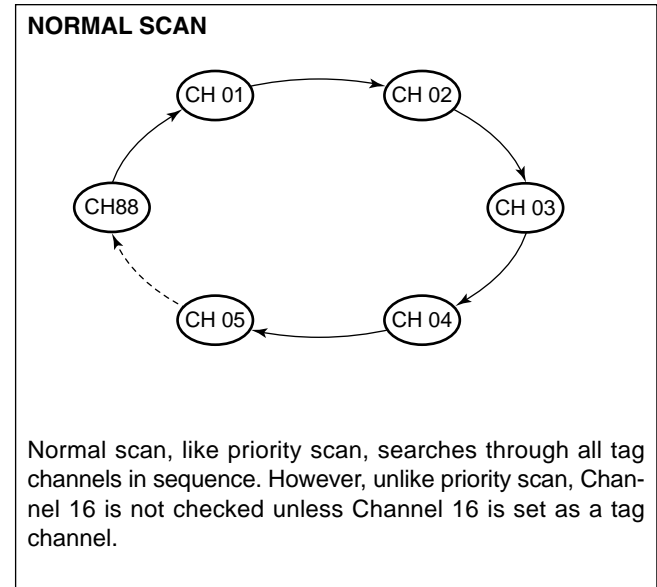 NORMAL SCAN
CH 01
CH 02
CH88
CH 03
CH 05
CH 04
Normal scan, like priority scan, searches through all tag
channels in sequence. However, unlike priority scan, Chan-
nel 16 is not checked unless Channel 16 is set as a tag
channel.